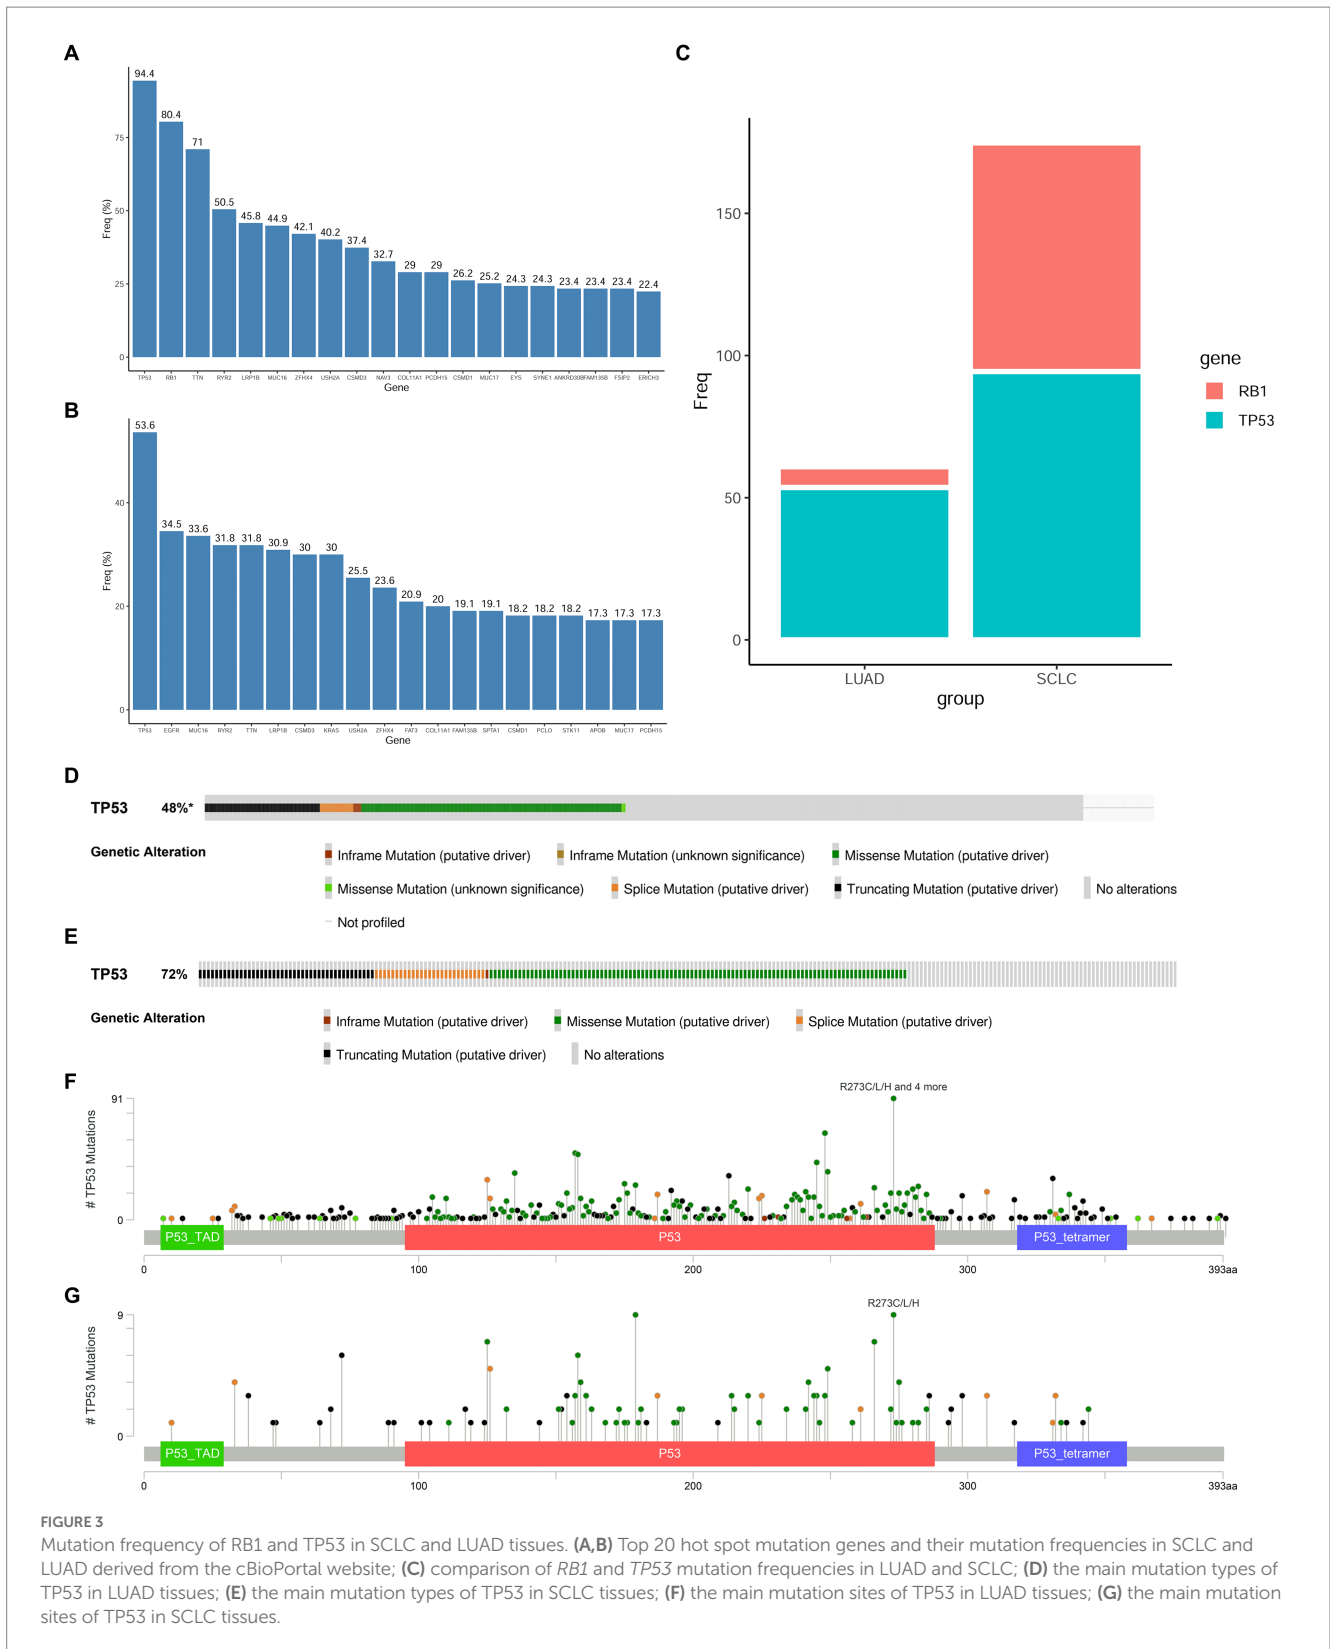 A
94.4
80.4
71
50.5
45.8
44.9
42.1
40.2
37.4
32.7
29
29
26.2
25.2
24.3
24.3
23.4
23.4
23.4
22.4
75
50
25
0
Freq (%)
TP53 RB1 TTN RYR2 LRP1B MUC16 ZFHX4 USH2A CSMD3 NAV3 COL11A1 PCDH15 CSMD1 MUC17 EYS SYNE1 ANKRD30B FAM135B FSIP2 ERICH3
Gene
B
53.6
34.5
33.6
31.8
31.8
30.9
30
30
25.5
23.6
20.9
20
19.1
19.1
18.2
18.2
18.2
17.3
17.3
17.3
40
20
0
Freq (%)
TP53 EGFR MUC16 RYR2 TTN LRP1B CSMD3 KRAS USH2A ZFHX4 FAT3 COL11A1 FAM135B SPTA1 CSMD1 PCLO STK11 APOB MUC17 PCDH15
Gene
C
150
100
50
0
Freq
LUAD SCLC
group
gene
RB1
TP53
D
TP53 48%*
Genetic Alteration
Inframe Mutation (putative driver) Inframe Mutation (unknown significance) Missense Mutation (putative driver)
Missense Mutation (unknown significance) Splice Mutation (putative driver) Truncating Mutation (putative driver) No alterations
Not profiled
E
TP53 72%
Genetic Alteration
Inframe Mutation (putative driver) Missense Mutation (putative driver) Splice Mutation (putative driver)
Truncating Mutation (putative driver) No alterations
F
R273C/L/H and 4 more
91
0
# TP53 Mutations
P53_TAD P53 P53_tetramer
0 100 200 300 393aa
G
R273C/L/H
9
0
# TP53 Mutations
P53_TAD P53 P53_tetramer
0 100 200 300 393aa
FIGURE 3
Mutation frequency of RB1 and TP53 in SCLC and LUAD tissues. (A,B) Top 20 hot spot mutation genes and their mutation frequencies in SCLC and
LUAD derived from the cBioPortal website; (C) comparison of RB1 and TP53 mutation frequencies in LUAD and SCLC; (D) the main mutation types of
TP53 in LUAD tissues; (E) the main mutation types of TP53 in SCLC tissues; (F) the main mutation sites of TP53 in LUAD tissues; (G) the main mutation
sites of TP53 in SCLC tissues.